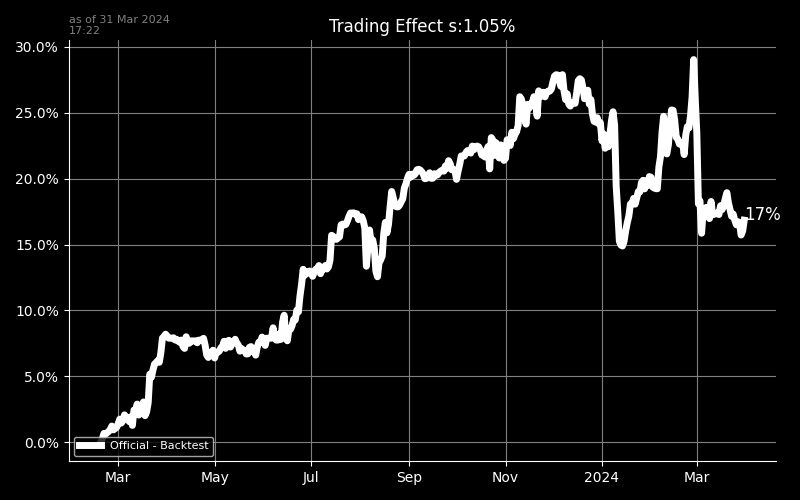 as of 31 Mar 2024
17:22
Trading Effect s:1.05%
30.0%
25.0%
20.0%
15.0%
10.0%
5.0%
0.0%
17%
Official - Backtest
Mar May Jul Sep Nov 2024 Mar